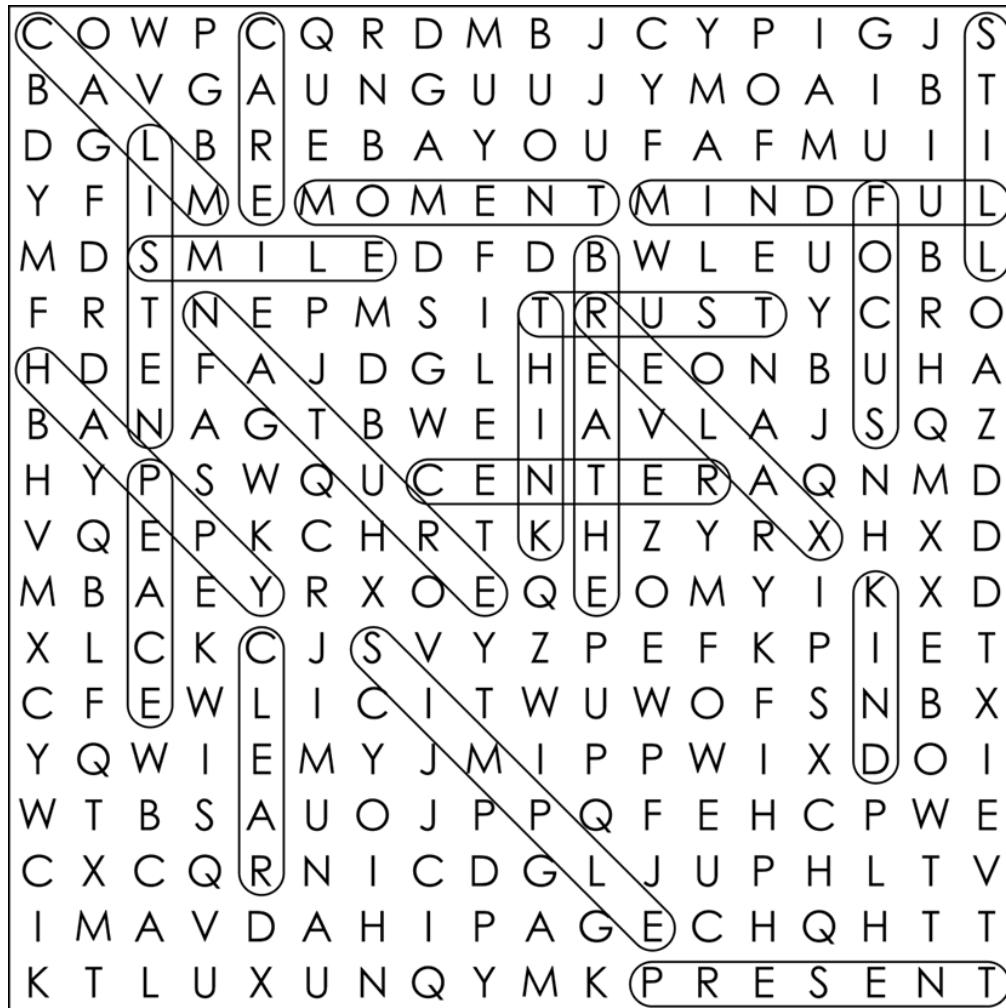 C O W P C Q R D M B J C Y P I G J S
B A V G A U N G U U J Y M O A I B T
D G L B R E B A Y O U F A F M U I I
Y F I M E M O M E N T M I N D F U L
M D S M I L E D F D B W L E U O B L
F R T N E P M S I T R U S T Y C R O
H D E F A J D G L H E E O N B U H A
B A N A G T B W E I A V L A J S Q Z
H Y P S W Q U C E N T E R A Q N M D
V Q E P K C H R T K H Z Y R X H X D
M B A E Y R X O E Q E O M Y I K X D
X L C K C J S V Y Z P E F K P I E T
C F E W L I C I T W U W O F S N B X
Y Q W I E M Y J M I P P W I X D O I
W T B S A U O J P P Q F E H C P W E
C X C Q R N I C D G L J U P H L T V
I M A V D A H I P A G E C H Q H T T
K T L U X U N Q Y M K P R E S E N T